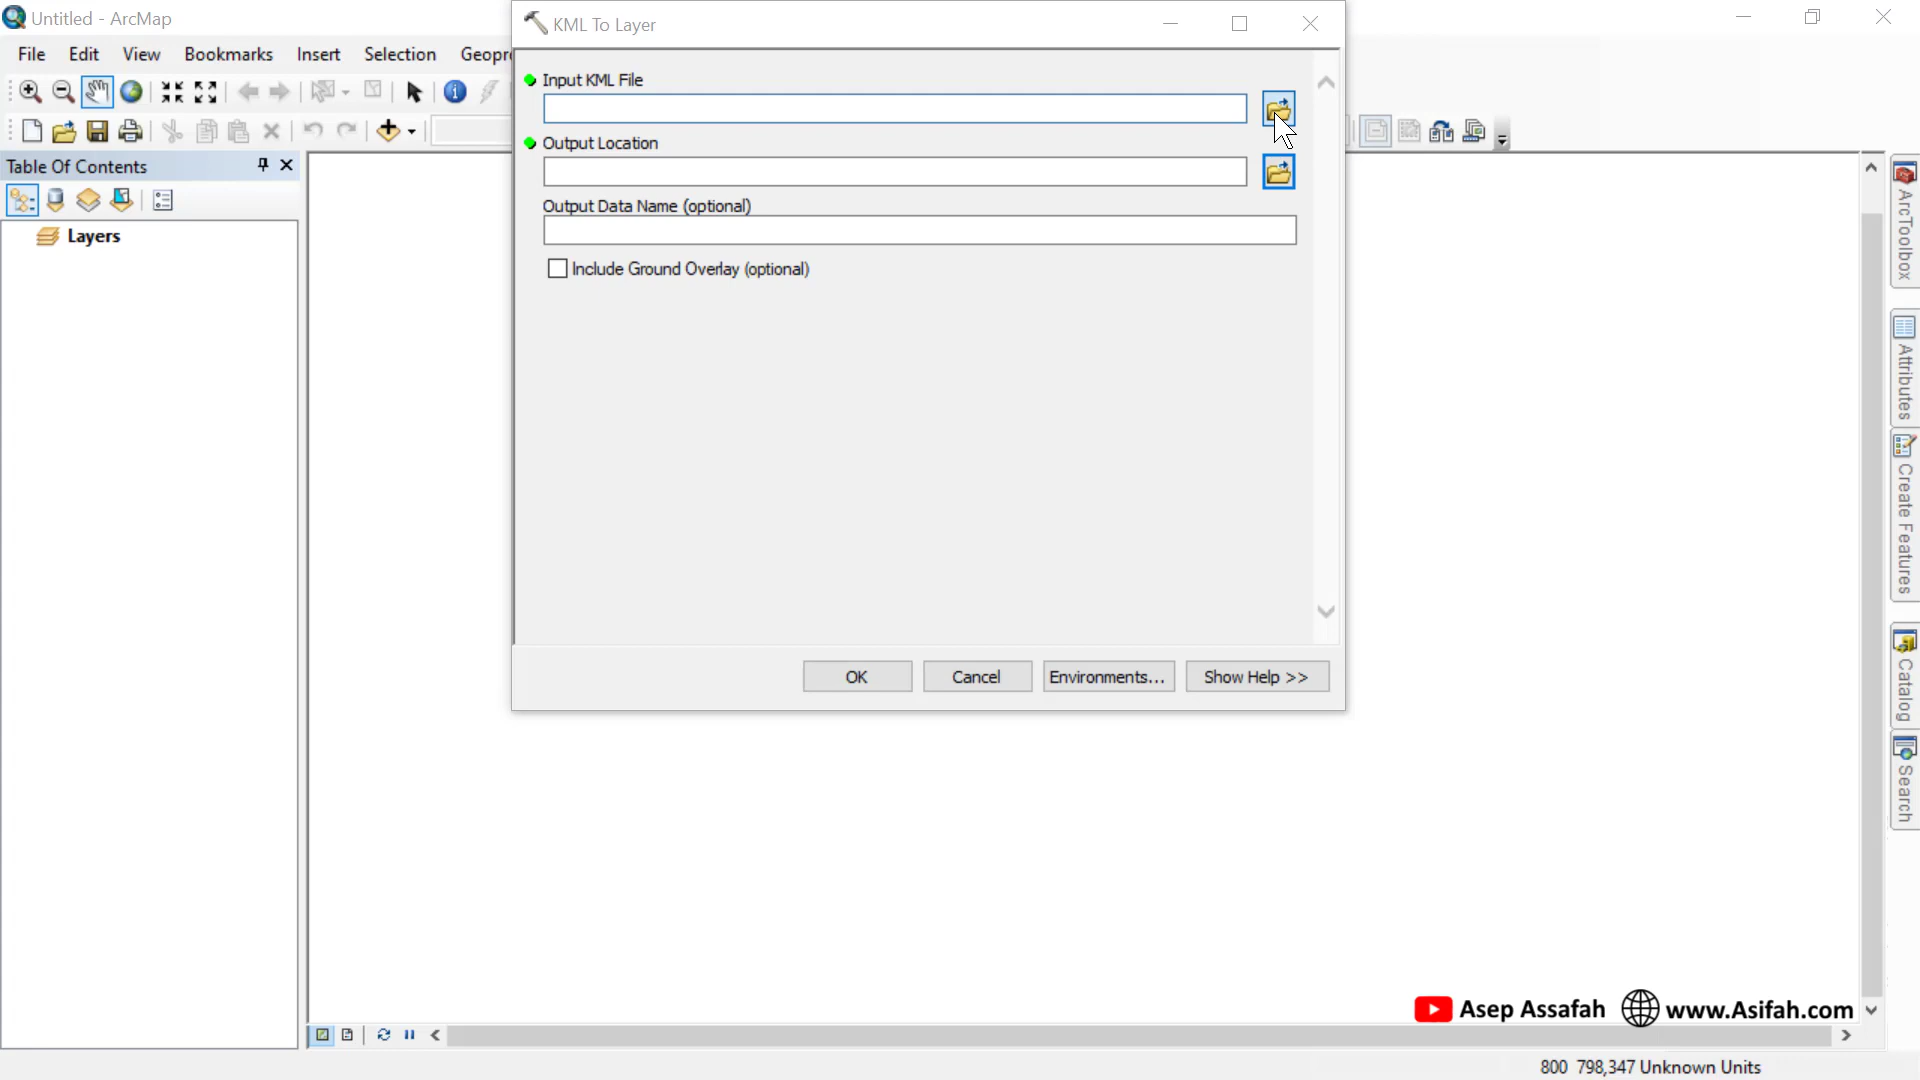 Untitled - ArcMap
File Edit View Bookmarks Insert Selection Geopr
Table Of Contents
Layers
KML To Layer
Input KML File
Output Location
Output Data Name (optional)
Include Ground Overlay (optional)
OK Cancel Environments... Show Help >>
ArcToolbox
Attributes
Create Features
Catalog
Search
Asep Assafah www.Asifah.com
800 798,347 Unknown Units